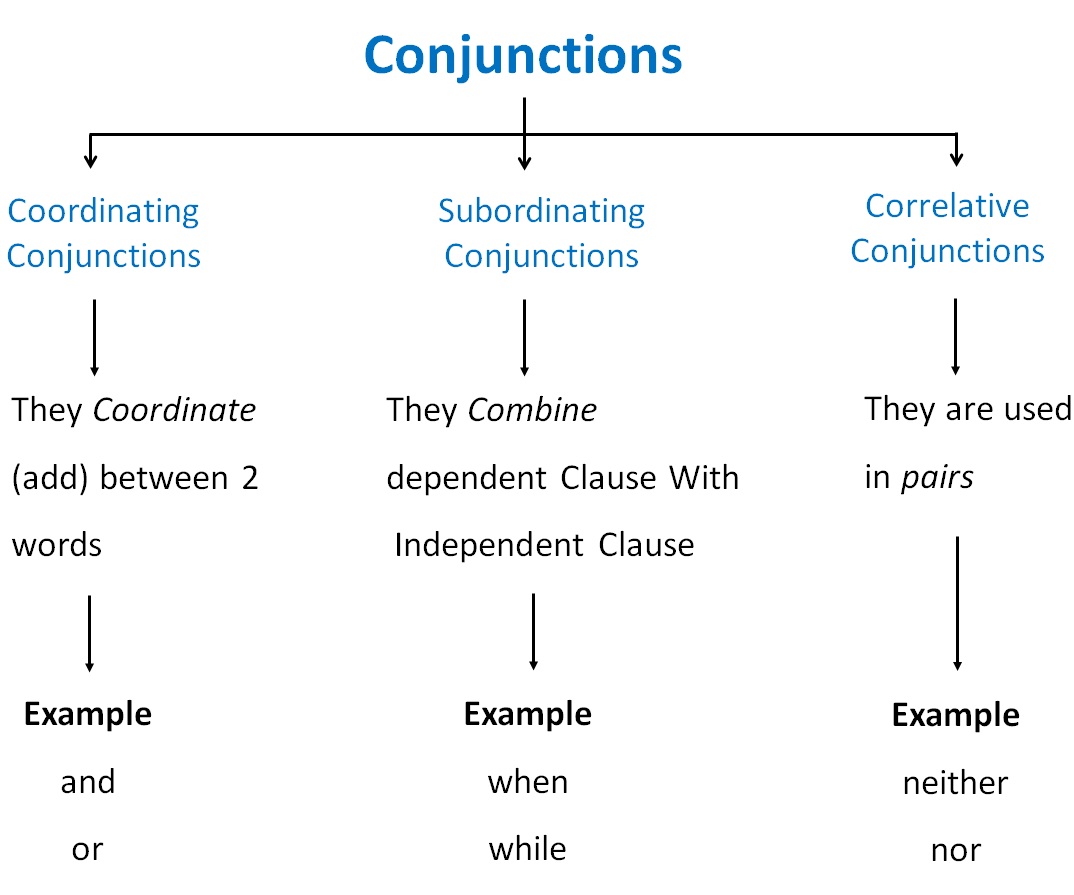 Conjunctions
Coordinating
Conjunctions
They Coordinate
(add) between 2
words
Example
and
or
Subordinating
Conjunctions
They Combine
dependent Clause With
Independent Clause
Example
when
while
Correlative
Conjunctions
They are used
in pairs
Example
neither
nor